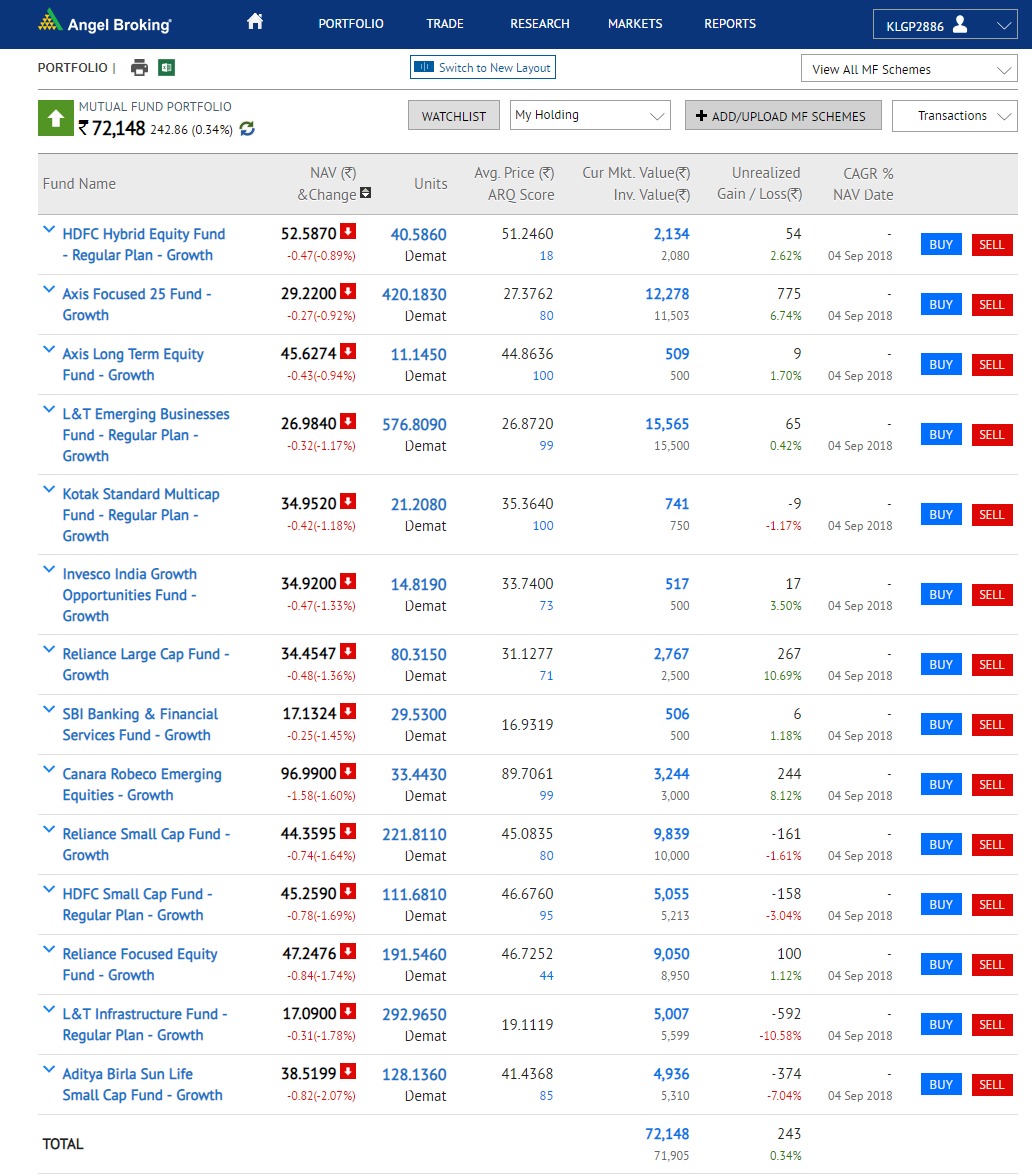 Angel Broking
PORTFOLIO TRADE RESEARCH MARKETS REPORTS KLGP2886
PORTFOLIO | Switch to New Layout View All MF Schemes
MUTUAL FUND PORTFOLIO
₹ 72,148 242.86 (0.34%) WATCHLIST My Holding ADD/UPLOAD MF SCHEMES Transactions
Fund Name NAV (₹) &Change Units Avg. Price (₹) ARQ Score Cur Mkt. Value(₹) Inv. Value(₹) Unrealized Gain / Loss(₹) CAGR % NAV Date
HDFC Hybrid Equity Fund 52.5870 40.5860 51.2460 2,134 54 - BUY SELL
- Regular Plan - Growth -0.47(-0.89%) Demat 18 2,080 2.62% 04 Sep 2018
Axis Focused 25 Fund - 29.2200 420.1830 27.3762 12,278 775 - BUY SELL
Growth -0.27(-0.92%) Demat 80 11,503 6.74% 04 Sep 2018
Axis Long Term Equity 45.6274 11.1450 44.8636 509 9 - BUY SELL
Fund - Growth -0.43(-0.94%) Demat 100 500 1.70% 04 Sep 2018
L&T Emerging Businesses
Fund - Regular Plan - 26.9840 576.8090 26.8720 15,565 65 - BUY SELL
Growth -0.32(-1.17%) Demat 99 15,500 0.42% 04 Sep 2018
Kotak Standard Multicap
Fund - Regular Plan - 34.9520 21.2080 35.3640 741 -9 - BUY SELL
Growth -0.42(-1.18%) Demat 100 750 -1.17% 04 Sep 2018
Invesco India Growth
Opportunities Fund - 34.9200 14.8190 33.7400 517 17 - BUY SELL
Growth -0.47(-1.33%) Demat 73 500 3.50% 04 Sep 2018
Reliance Large Cap Fund - 34.4547 80.3150 31.1277 2,767 267 - BUY SELL
Growth -0.48(-1.36%) Demat 71 2,500 10.69% 04 Sep 2018
SBI Banking & Financial 17.1324 29.5300 16.9319 506 6 - BUY SELL
Services Fund - Growth -0.25(-1.45%) Demat 500 1.18% 04 Sep 2018
Canara Robeco Emerging 96.9900 33.4430 89.7061 3,244 244 - BUY SELL
Equities - Growth -1.58(-1.60%) Demat 99 3,000 8.12% 04 Sep 2018
Reliance Small Cap Fund - 44.3595 221.8110 45.0835 9,839 -161 - BUY SELL
Growth -0.74(-1.64%) Demat 80 10,000 -1.61% 04 Sep 2018
HDFC Small Cap Fund - 45.2590 111.6810 46.6760 5,055 -158 - BUY SELL
Regular Plan - Growth -0.78(-1.69%) Demat 95 5,213 -3.04% 04 Sep 2018
Reliance Focused Equity 47.2476 191.5460 46.7252 9,050 100 - BUY SELL
Fund - Growth -0.84(-1.74%) Demat 44 8,950 1.12% 04 Sep 2018
L&T Infrastructure Fund - 17.0900 292.9650 19.1119 5,007 -592 - BUY SELL
Regular Plan - Growth -0.31(-1.78%) Demat 5,599 -10.58% 04 Sep 2018
Aditya Birla Sun Life 38.5199 128.1360 41.4368 4,936 -374 - BUY SELL
Small Cap Fund - Growth -0.82(-2.07%) Demat 85 5,310 -7.04% 04 Sep 2018
TOTAL 72,148 243
71,905 0.34%